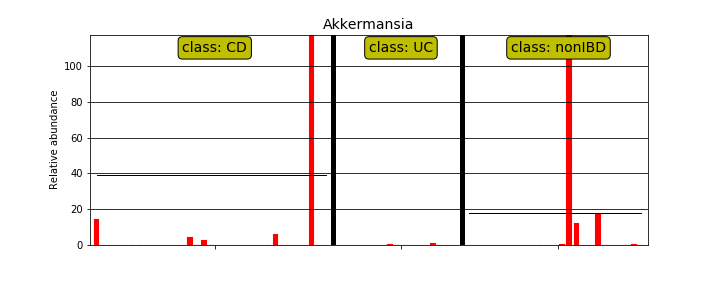 Akkermansia
class: CD
class: UC
class: nonIBD
Relative abundance
100
80
60
40
20
0